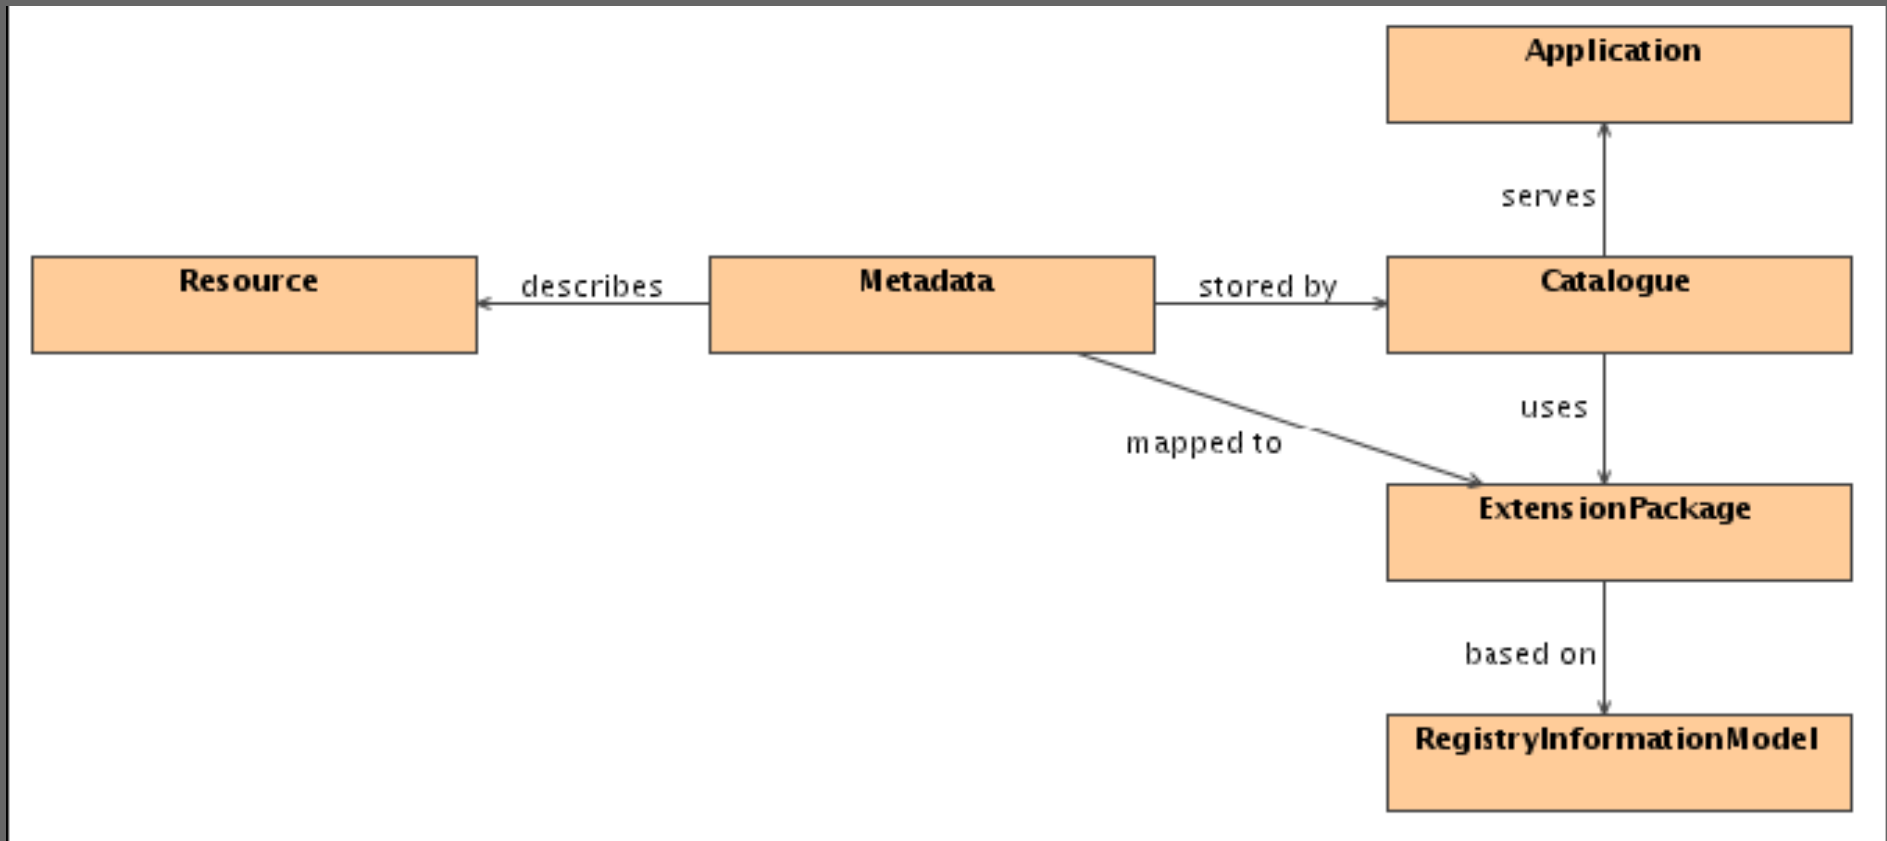 Application
serves
Resource
describes
Metadata
stored by
Catalogue
uses
mapped to
ExtensionPackage
based on
RegistryInformationModel